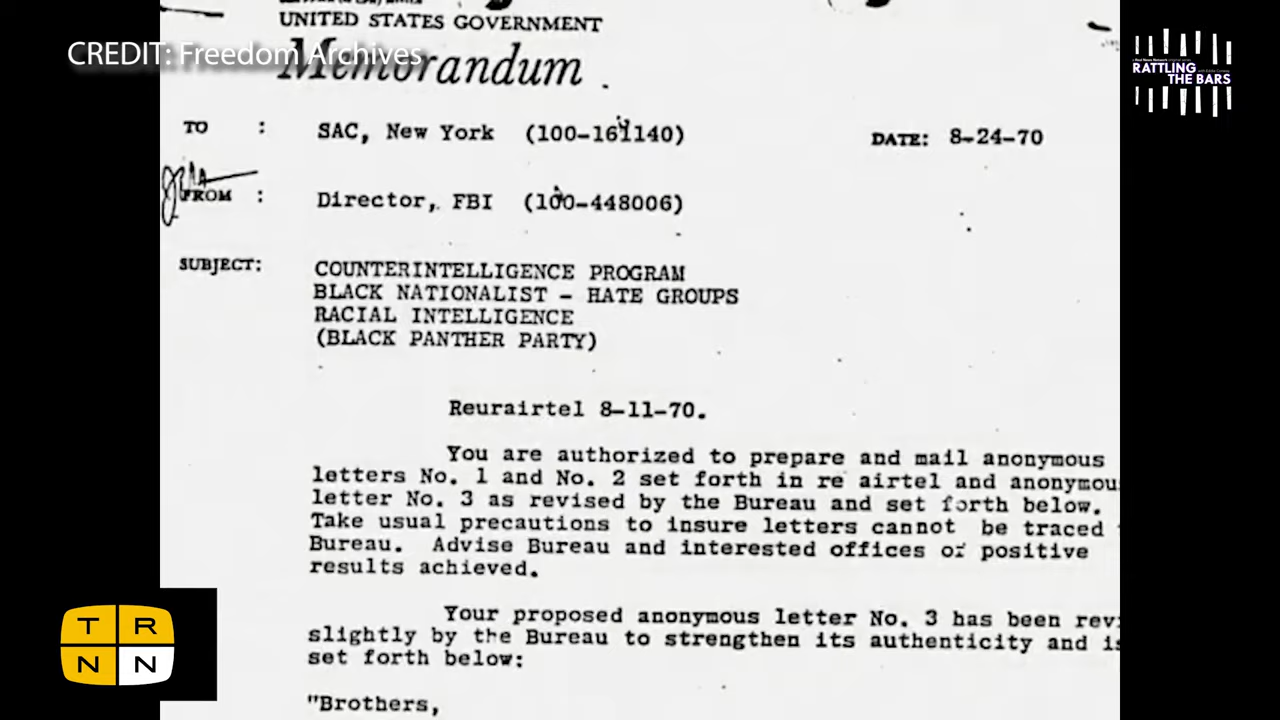 UNITED STATES GOVERNMENT
CREDIT: Freedom Archives
Memorandum
RATTLING
THE BARS
TO : SAC, New York (100-161140) DATE: 8-24-70
FROM : Director, FBI (100-448006)
SUBJECT: COUNTERINTELLIGENCE PROGRAM
BLACK NATIONALIST - HATE GROUPS
RACIAL INTELLIGENCE
(BLACK PANTHER PARTY)
Reurairtel 8-11-70.
You are authorized to prepare and mail anonymous
letters No. 1 and No. 2 set forth in re airtel and anonymou
letter No. 3 as revised by the Bureau and set forth below.
Take usual precautions to insure letters cannot be traced
Bureau. Advise Bureau and interested offices of positive
results achieved.
Your proposed anonymous letter No. 3 has been rev
slightly by the Bureau to strengthen its authenticity and is
set forth below:
"Brothers,
T R
N N